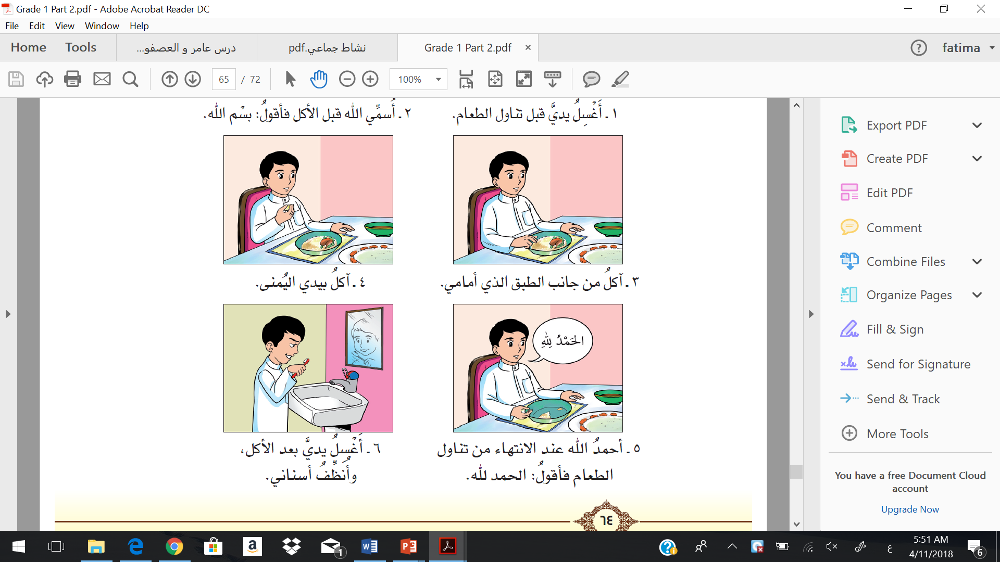 Grade 1 Part 2.pdf - Adobe Acrobat Reader DC
File Edit View Window Help
Home Tools درس عامر و العصفو... نشاط جماعي.pdf Grade 1 Part 2.pdf × ? fatima
65 / 72 100%
١ ـ أَغْسِلُ يديَّ قبل تناول الطعام.
٢ ـ أُسمِّي الله قبل الأكل فأقولُ: بسْم الله.
٣ ـ آكلُ من جانب الطبق الذي أمامي.
٤ ـ آكلُ بيدي اليُمنى.
الحَمْدُ لِلّٰهِ
٥ ـ أحمدُ الله عند الانتهاء من تناول
الطعام فأقولُ: الحمد لله.
٦ ـ أَغْسِلُ يديَّ بعد الأكل،
وأُنَظِّفُ أسناني.
٦٤
Export PDF
Create PDF
Edit PDF
Comment
Combine Files
Organize Pages
Fill & Sign
Send for Signature
Send & Track
More Tools
You have a free Document Cloud
account
Upgrade Now
1
ع
5:51 AM
4/11/2018
6